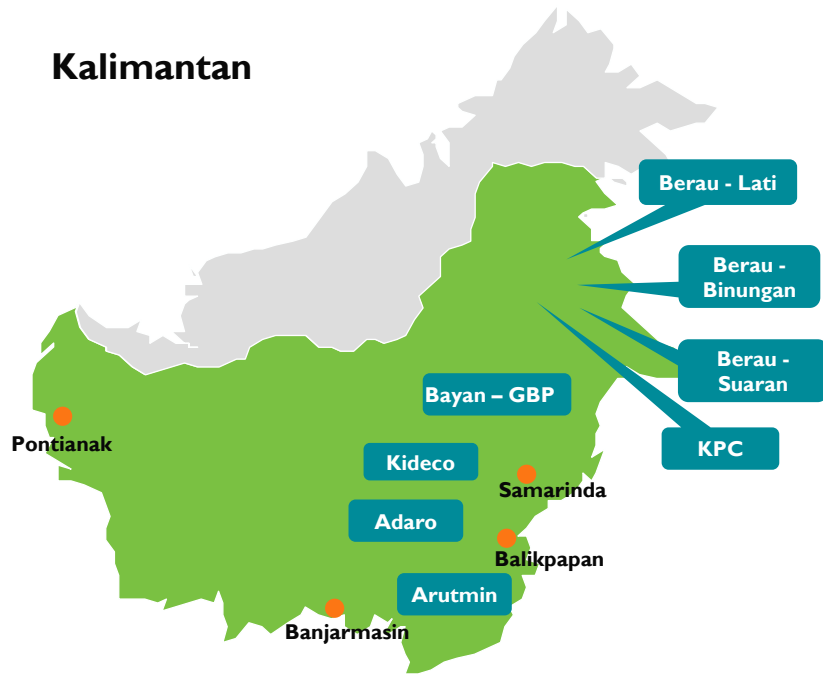 Kalimantan
Berau - Lati
Berau -
Binungan
Berau -
Suaran
Bayan – GBP
Pontianak
KPC
Kideco
Samarinda
Adaro
Balikpapan
Arutmin
Banjarmasin